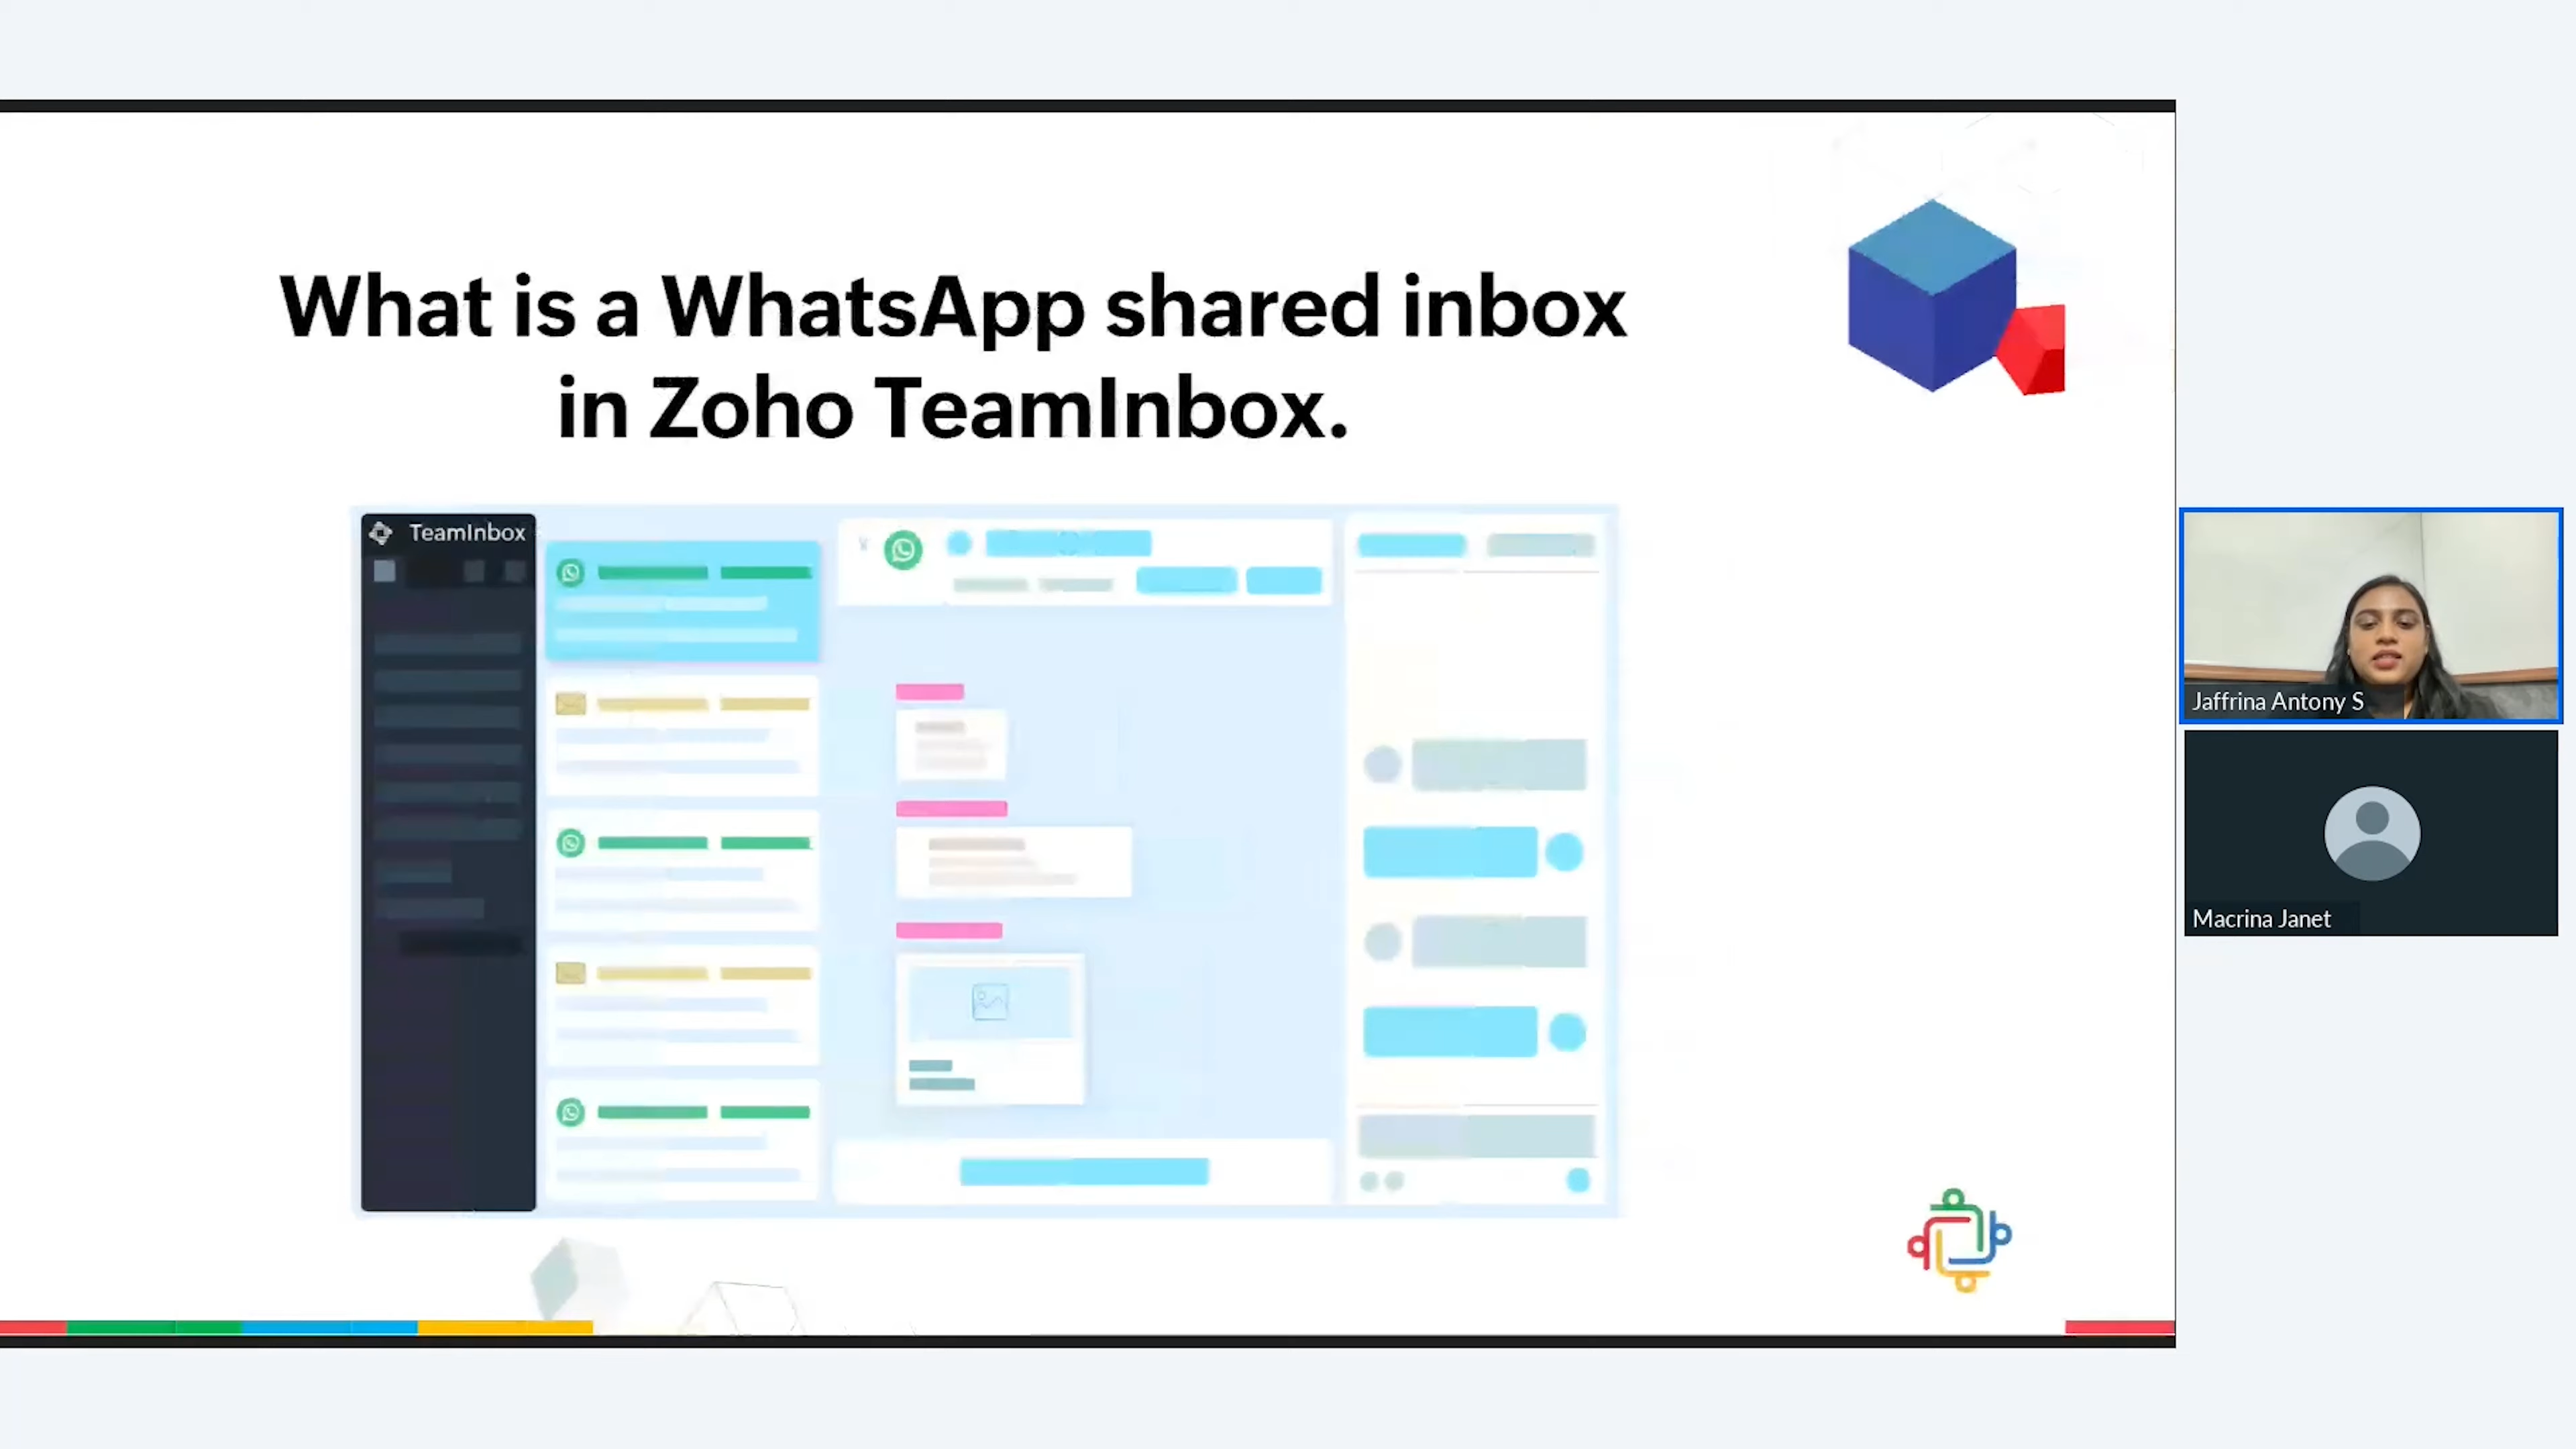 What is a WhatsApp shared inbox
in Zoho TeamInbox.
TeamInbox
Jaffrina Antony S
Macrina Janet